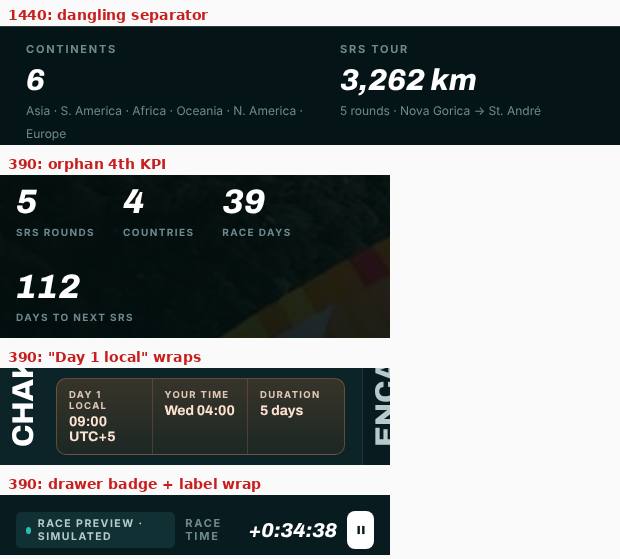 1440: dangling separator
CONTINENTS
6
Asia · S. America · Africa · Oceania · N. America ·
Europe
SRS TOUR
3,262 km
5 rounds · Nova Gorica → St. André
390: orphan 4th KPI
5 4 39
SRS ROUNDS COUNTRIES RACE DAYS
112
DAYS TO NEXT SRS
390: "Day 1 local" wraps
DAY 1
LOCAL
09:00
UTC+5
YOUR TIME
Wed 04:00
DURATION
5 days
390: drawer badge + label wrap
RACE PREVIEW ·
SIMULATED
RACE
TIME
+0:34:38